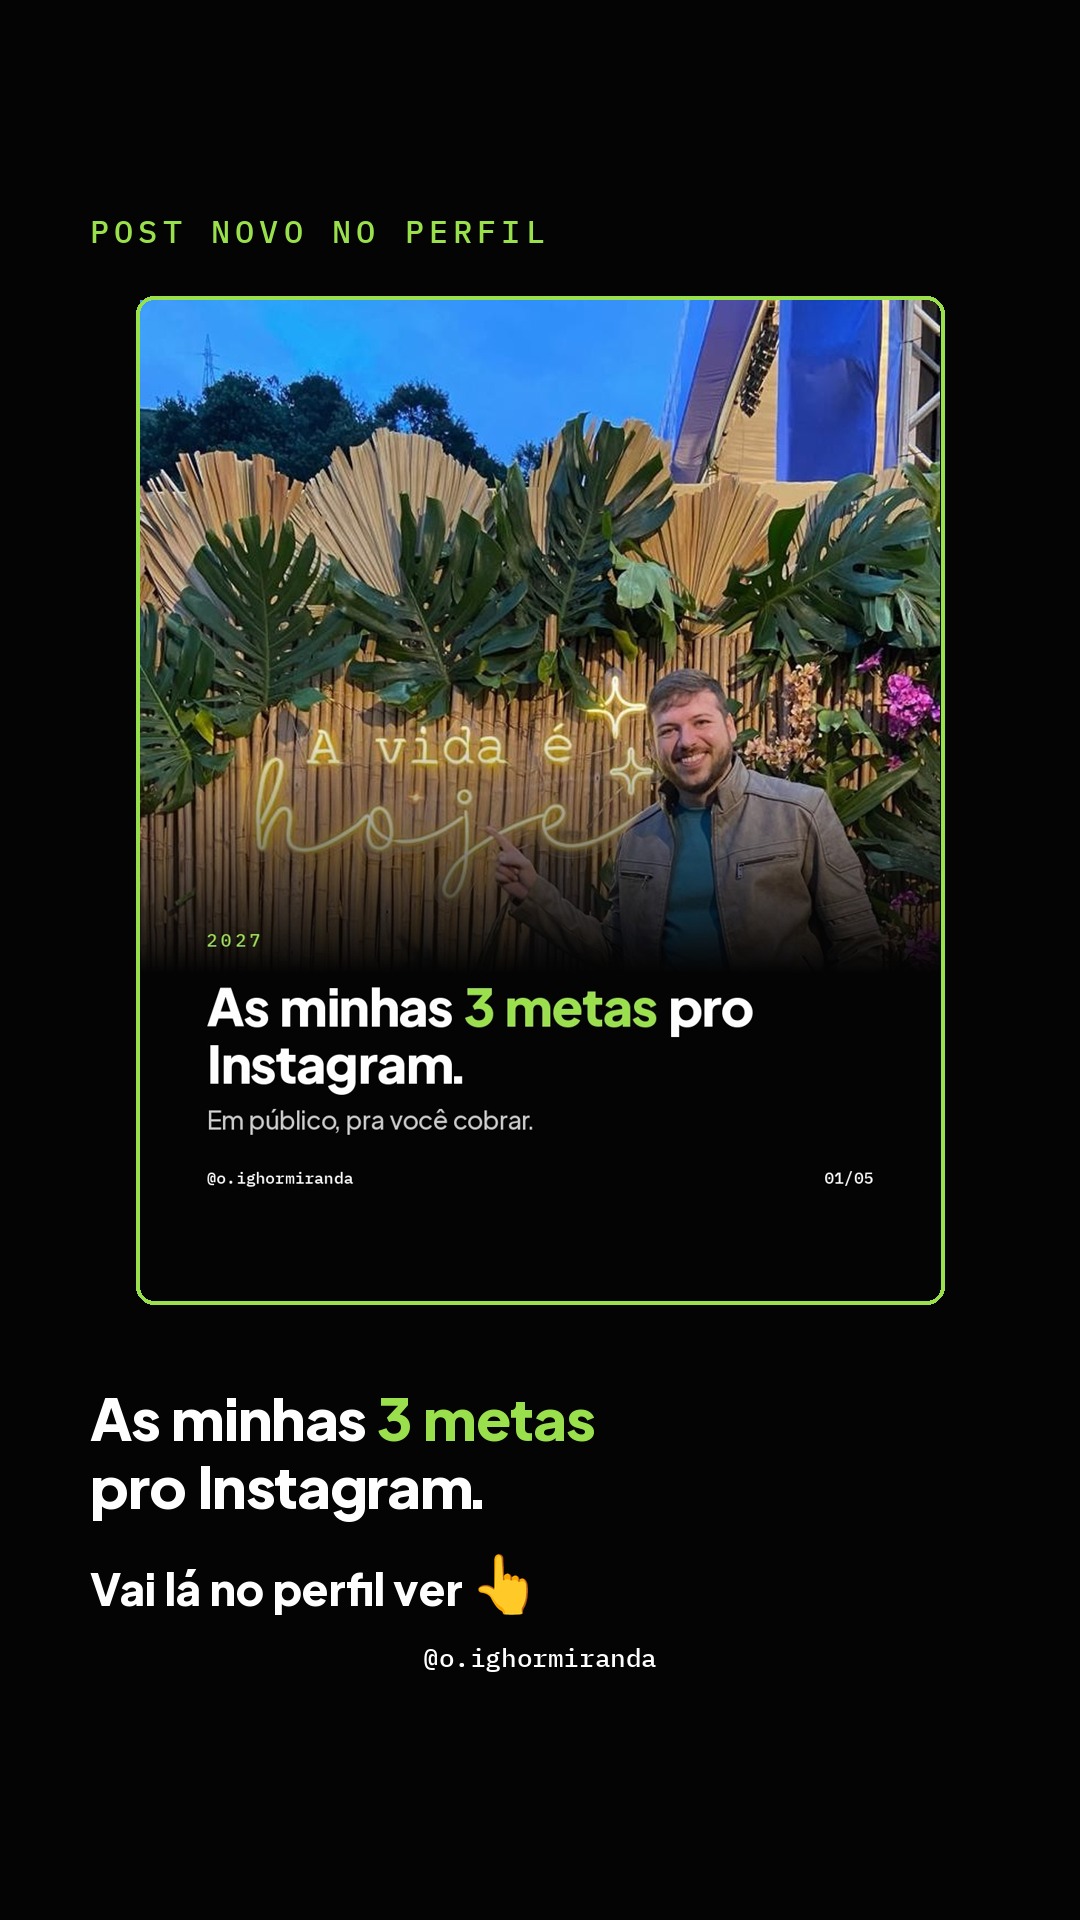 POST NOVO NO PERFIL
A vida é
hoje
2027
As minhas 3 metas pro
Instagram.
Em público, pra você cobrar.
@o.ighormiranda
01/05
As minhas 3 metas
pro Instagram.
Vai lá no perfil ver 👆
@o.ighormiranda